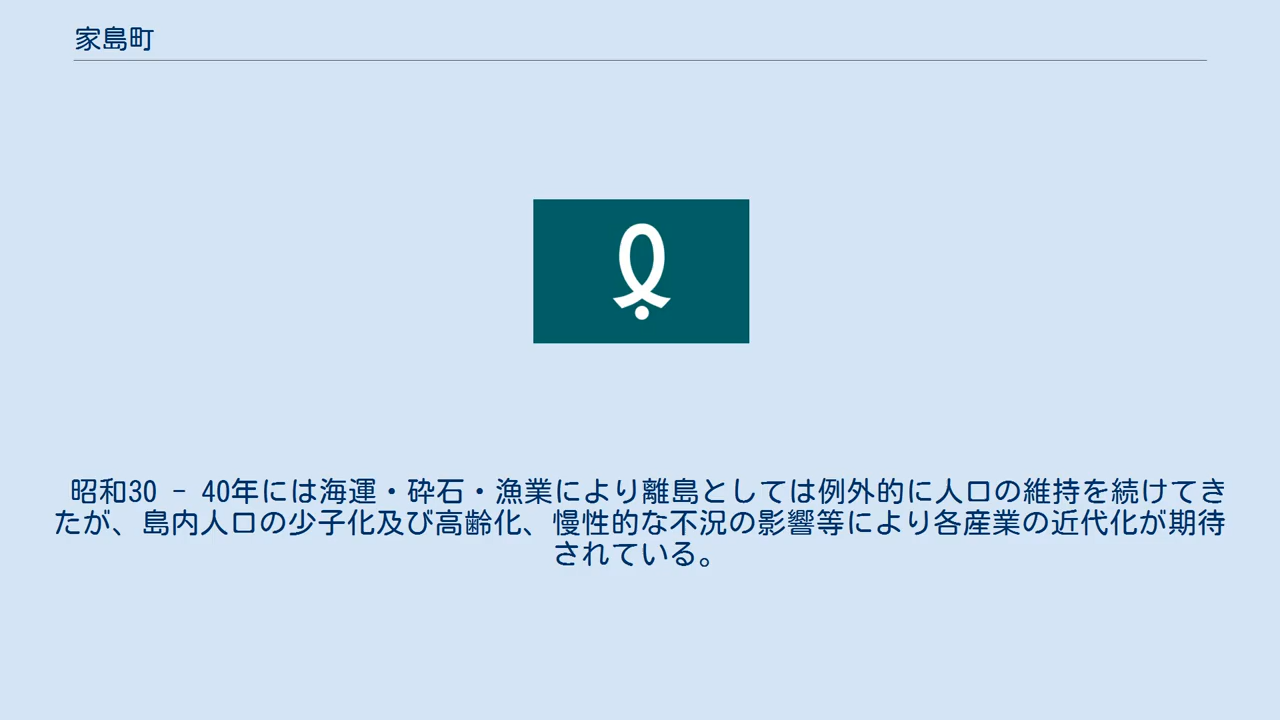 家島町
昭和30 - 40年には海運・砕石・漁業により離島としては例外的に人口の維持を続けてき
たが、島内人口の少子化及び高齢化、慢性的な不況の影響等により各産業の近代化が期待
されている。